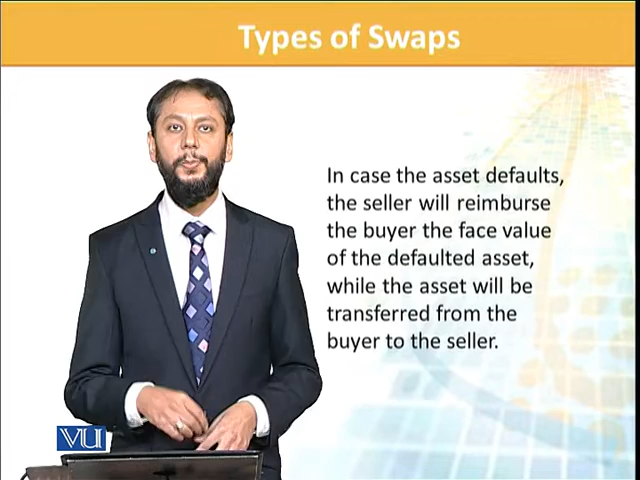 Types of Swaps
In case the asset defaults,
the seller will reimburse
the buyer the face value
of the defaulted asset,
while the asset will be
transferred from the
buyer to the seller.
VU